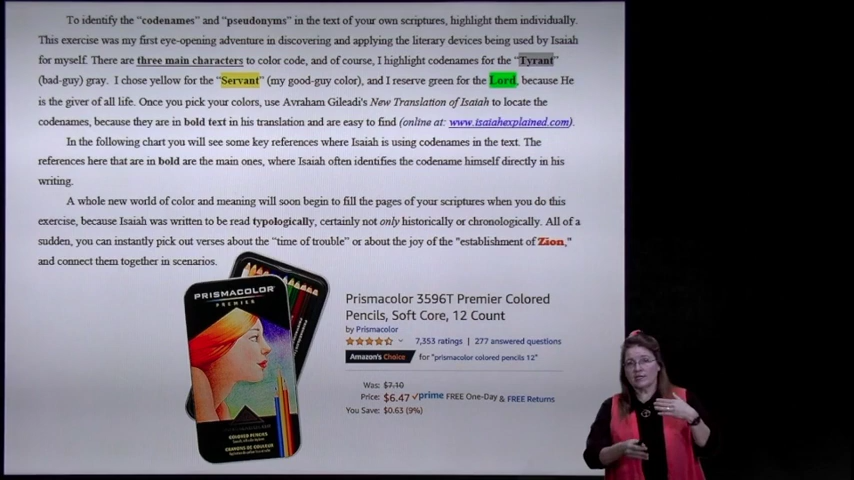 To identify the "codenames" and "pseudonyms" in the text of your own scriptures, highlight them individually.
This exercise was my first eye-opening adventure in discovering and applying the literary devices being used by Isaiah
for myself. There are three main characters to color code, and of course, I highlight codenames for the "Tyrant"
(bad-guy) gray. I chose yellow for the "Servant" (my good-guy color), and I reserve green for the Lord, because He
is the giver of all life. Once you pick your colors, use Avraham Gileadi's New Translation of Isaiah to locate the
codenames, because they are in bold text in his translation and are easy to find (online at: www.isaiahexplained.com).
In the following chart you will see some key references where Isaiah is using codenames in the text. The
references here that are in bold are the main ones, where Isaiah often identifies the codename himself directly in his
writing.
A whole new world of color and meaning will soon begin to fill the pages of your scriptures when you do this
exercise, because Isaiah was written to be read typologically, certainly not only historically or chronologically. All of a
sudden, you can instantly pick out verses about the "time of trouble" or about the joy of the "establishment of Zion,"
and connect them together in scenarios.
PRISMACOLOR
PREMIER
COLORED PENCILS
CRAYONS DE COULEUR
Prismacolor 3596T Premier Colored
Pencils, Soft Core, 12 Count
by Prismacolor
7,353 ratings | 277 answered questions
Amazon's Choice for "prismacolor colored pencils 12"
Was: $7.10
Price: $6.47 prime FREE One-Day & FREE Returns
You Save: $0.63 (9%)